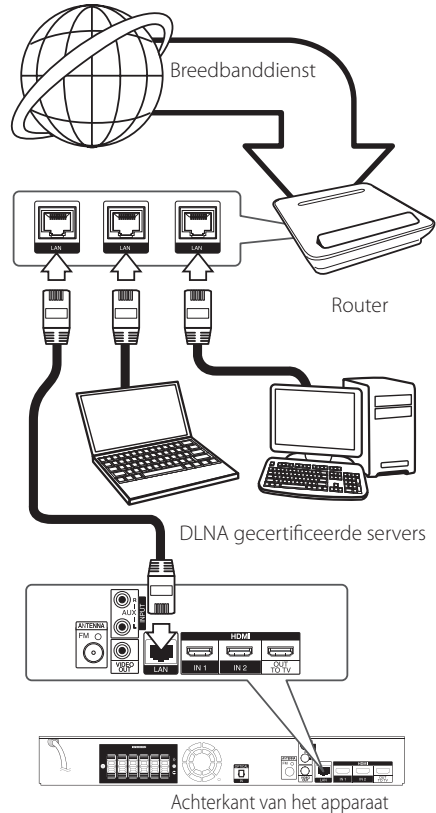 Breedbanddienst
LAN
LAN
LAN
Router
DLNA gecertificeerde servers
ANTENNA
FM
R
AUX
L
INPUT
VIDEO OUT
LAN
HDMI
IN 1
IN 2
OUT
TO TV
Achterkant van het apparaat